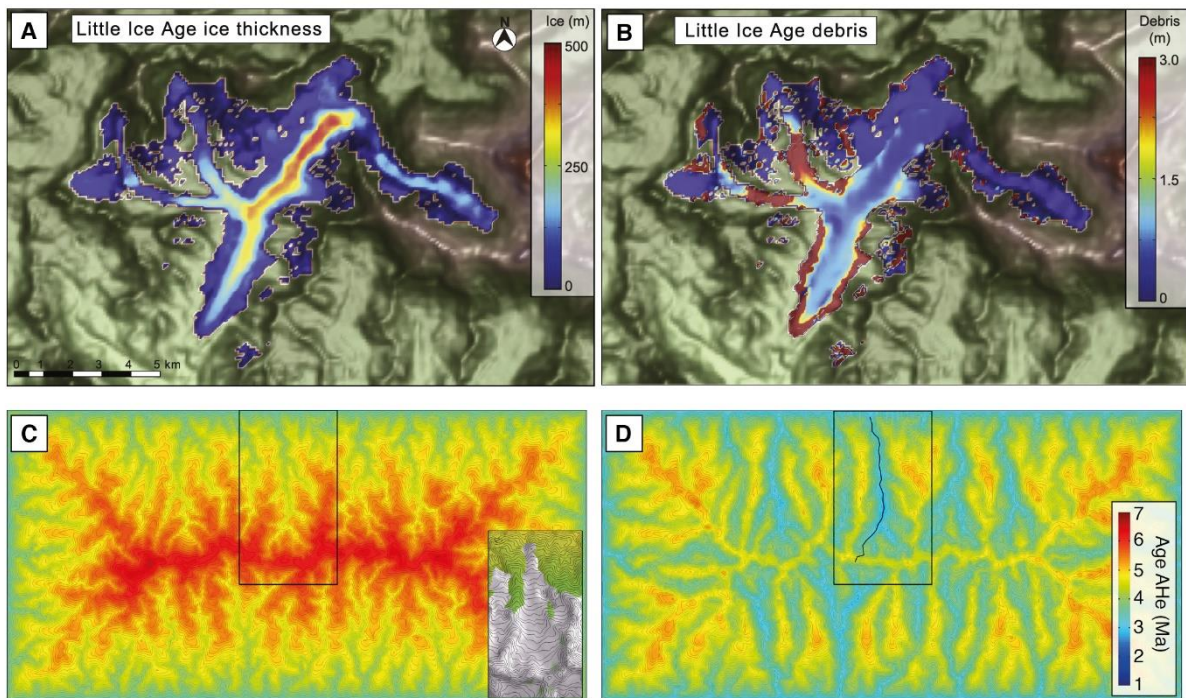 A
Little Ice Age ice thickness
N
Ice (m)
500
250
0
0 1 2 3 4 5 km
B
Little Ice Age debris
Debris
(m)
3.0
1.5
0
C
D
Age AHe (Ma)
7
6
5
4
3
2
1